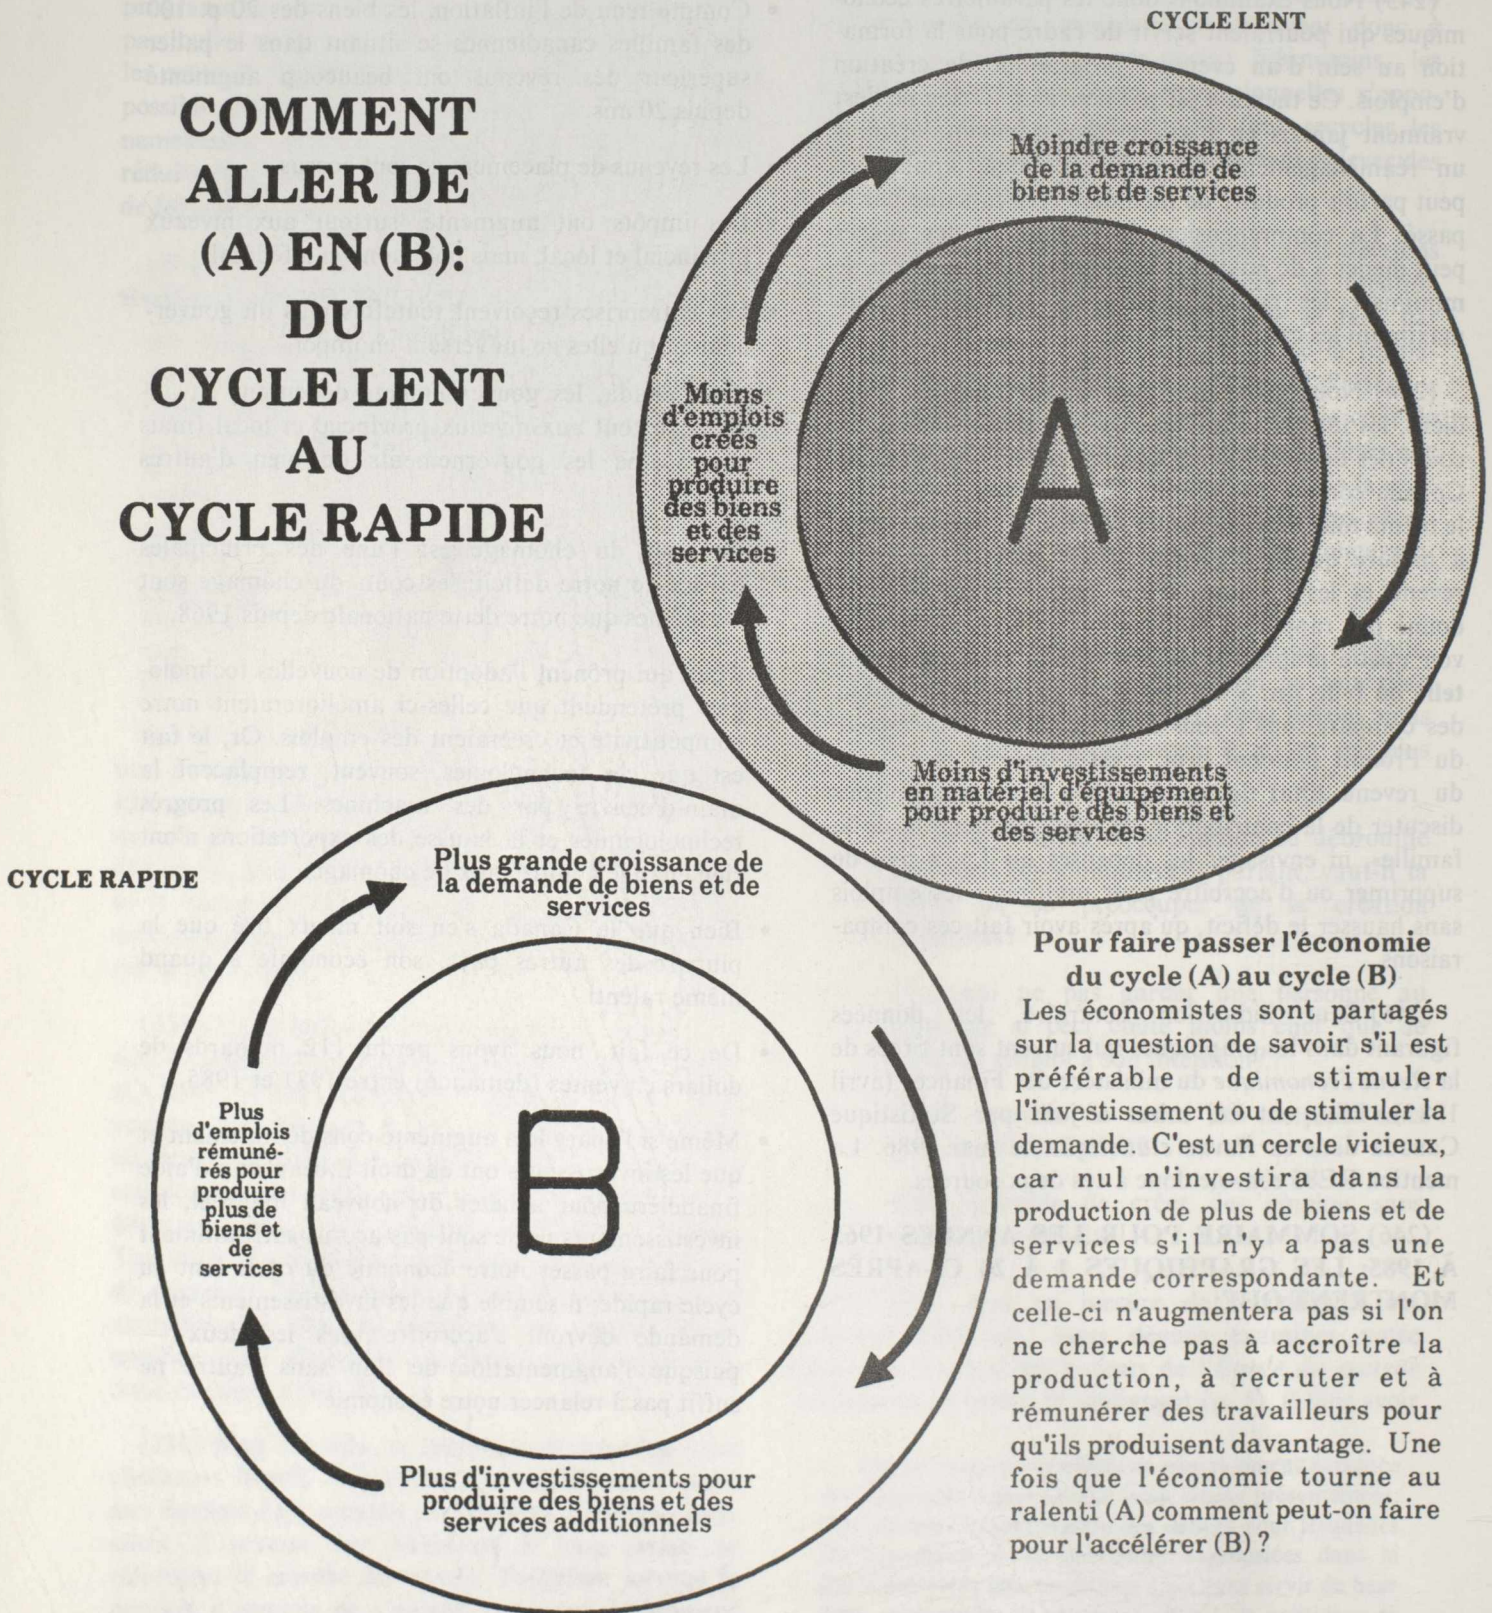 CYCLE LENT
COMMENT
ALLER DE
(A) EN (B):
DU
CYCLE LENT
AU
CYCLE RAPIDE
Moindre croissance
de la demande de
biens et de services
Moins
d'emplois
créés
pour
produire
des biens
et des
services
A
Moins d'investissements
en matériel d'équipement
pour produire des biens et
des services
CYCLE RAPIDE
Plus grande croissance de
la demande de biens et de
services
Plus
d'emplois
rémuné-
rés pour
produire
plus de
biens et
de
services
B
Plus d'investissements pour
produire des biens et des
services additionnels
Pour faire passer l'économie
du cycle (A) au cycle (B)
Les économistes sont partagés
sur la question de savoir s'il est
préférable de stimuler
l'investissement ou de stimuler la
demande. C'est un cercle vicieux,
car nul n'investira dans la
production de plus de biens et de
services s'il n'y a pas une
demande correspondante. Et
celle-ci n'augmentera pas si l'on
ne cherche pas à accroître la
production, à recruter et à
rémunérer des travailleurs pour
qu'ils produisent davantage. Une
fois que l'économie tourne au
ralenti (A) comment peut-on faire
pour l'accélérer (B) ?